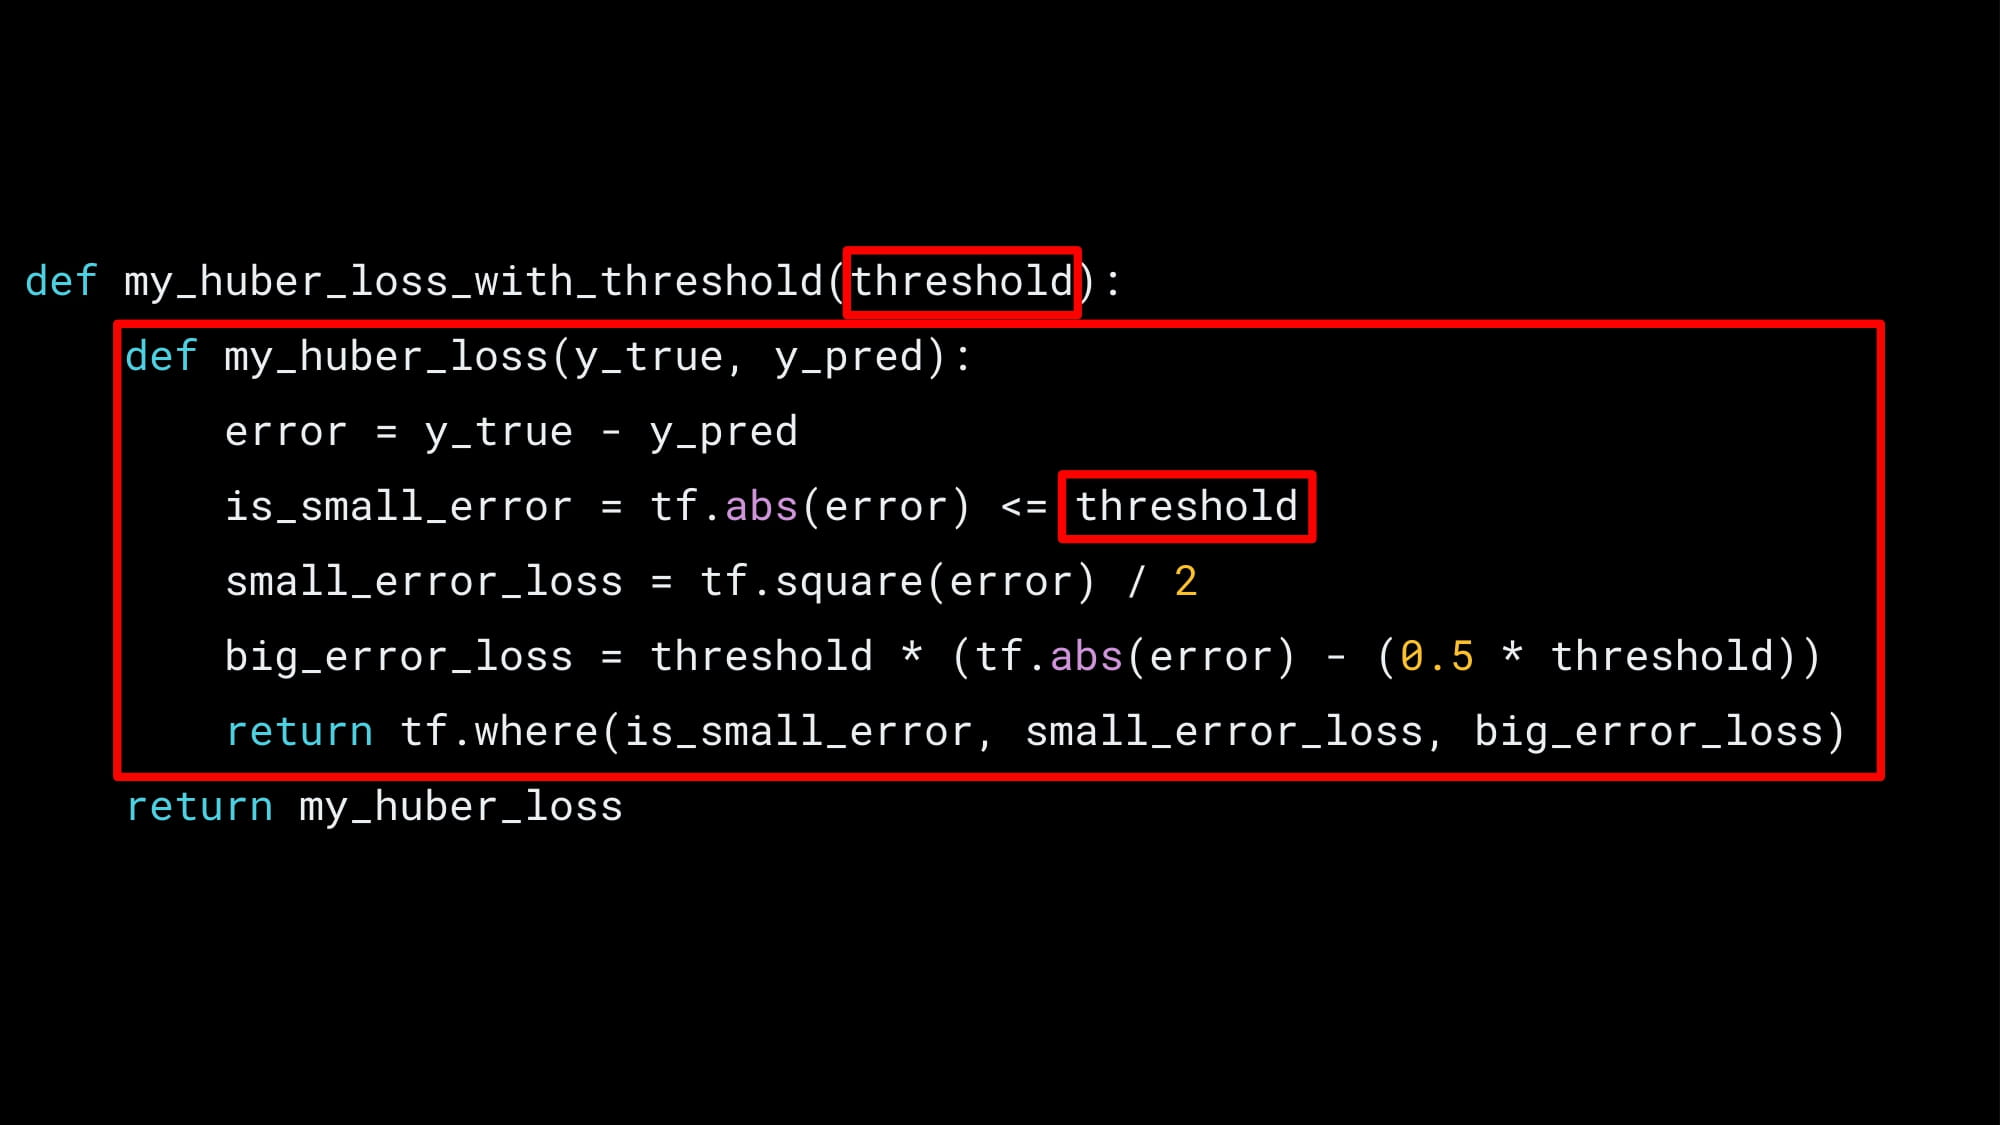 def my_huber_loss_with_threshold(threshold):
    def my_huber_loss(y_true, y_pred):
        error = y_true - y_pred
        is_small_error = tf.abs(error) <= threshold
        small_error_loss = tf.square(error) / 2
        big_error_loss = threshold * (tf.abs(error) - (0.5 * threshold))
        return tf.where(is_small_error, small_error_loss, big_error_loss)
    return my_huber_loss